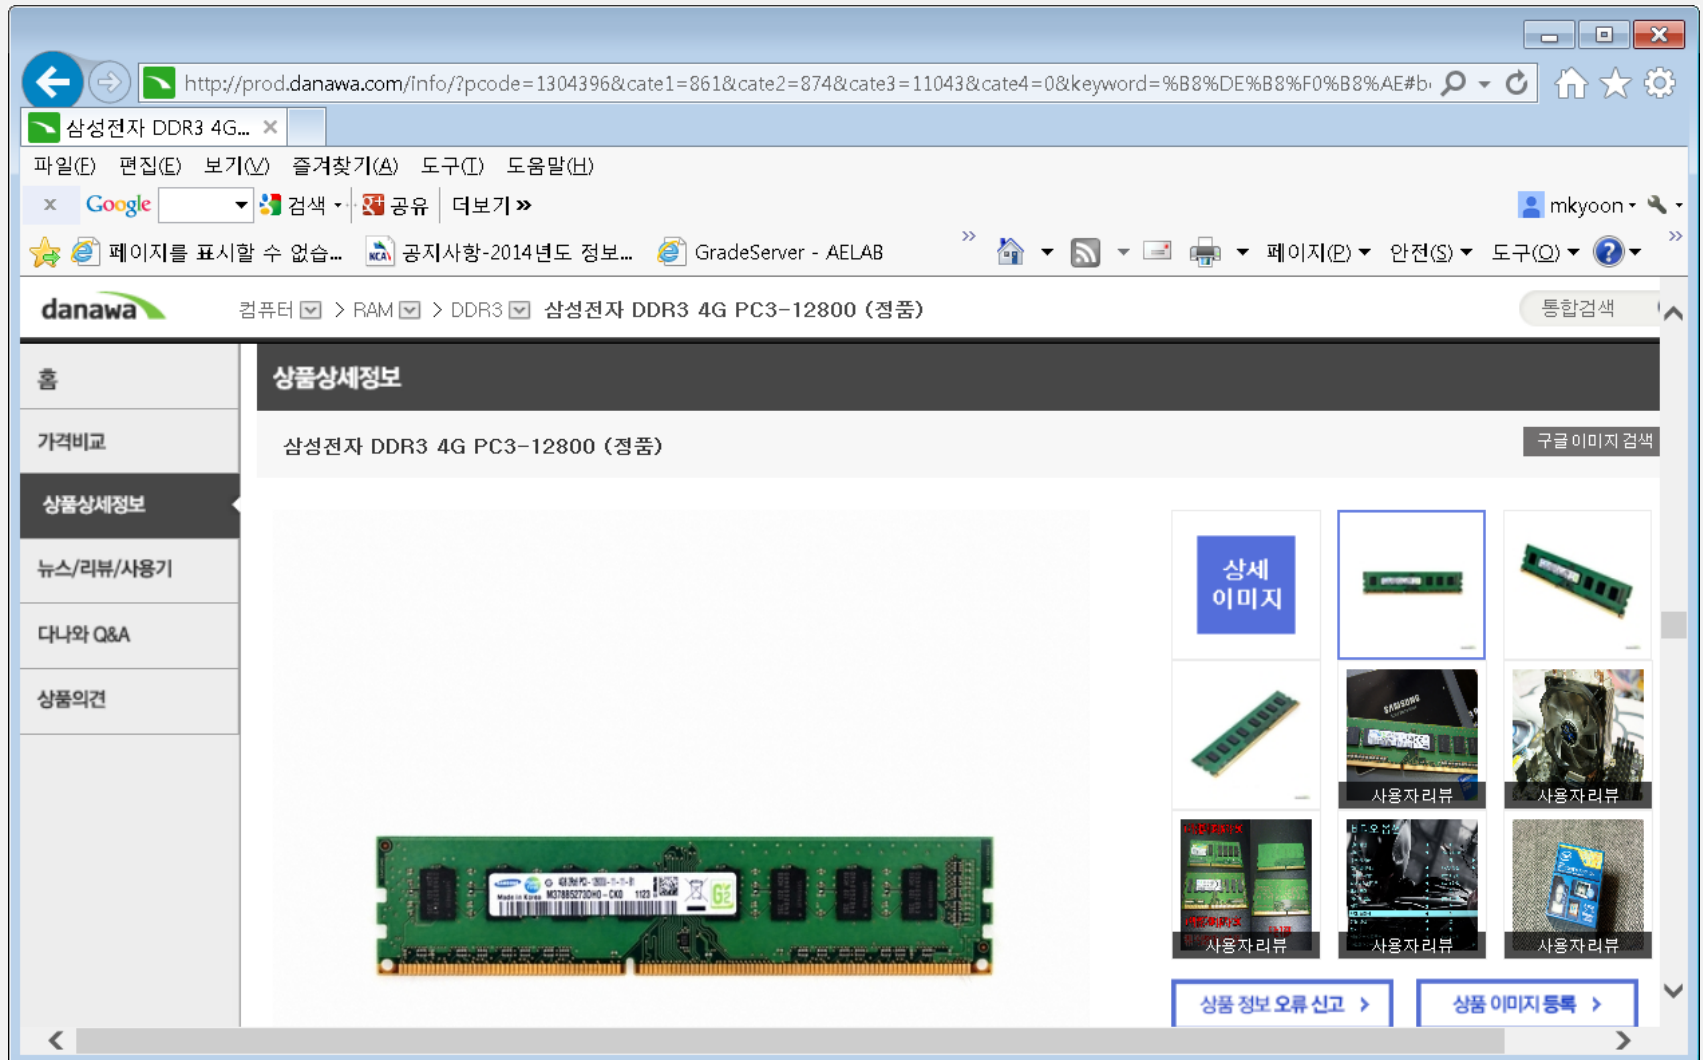 http://prod.danawa.com/info/?pcode=1304396&cate1=861&cate2=874&cate3=11043&cate4=0&keyword=%B8%DE%B8%F0%B8%AE#b
삼성전자 DDR3 4G...
파일(F) 편집(E) 보기(V) 즐겨찾기(A) 도구(T) 도움말(H)
x Google 검색 공유 더보기 » mkyoon
페이지를 표시할 수 없습... KCA 공지사항-2014년도 정보... GradeServer - AELAB » 페이지(P) 안전(S) 도구(O) »
danawa 컴퓨터 > RAM > DDR3 삼성전자 DDR3 4G PC3-12800 (정품) 통합검색
홈
상품상세정보
가격비교
삼성전자 DDR3 4G PC3-12800 (정품)
구글 이미지 검색
상품상세정보
뉴스/리뷰/사용기
다나와 Q&A
상품의견
상세
이미지
SAMSUNG
사용자리뷰
사용자리뷰
Made in Korea M378B5273DH0-CK0 1123
사용자리뷰
사용자리뷰
사용자리뷰
상품 정보 오류 신고 >
상품 이미지 등록 >